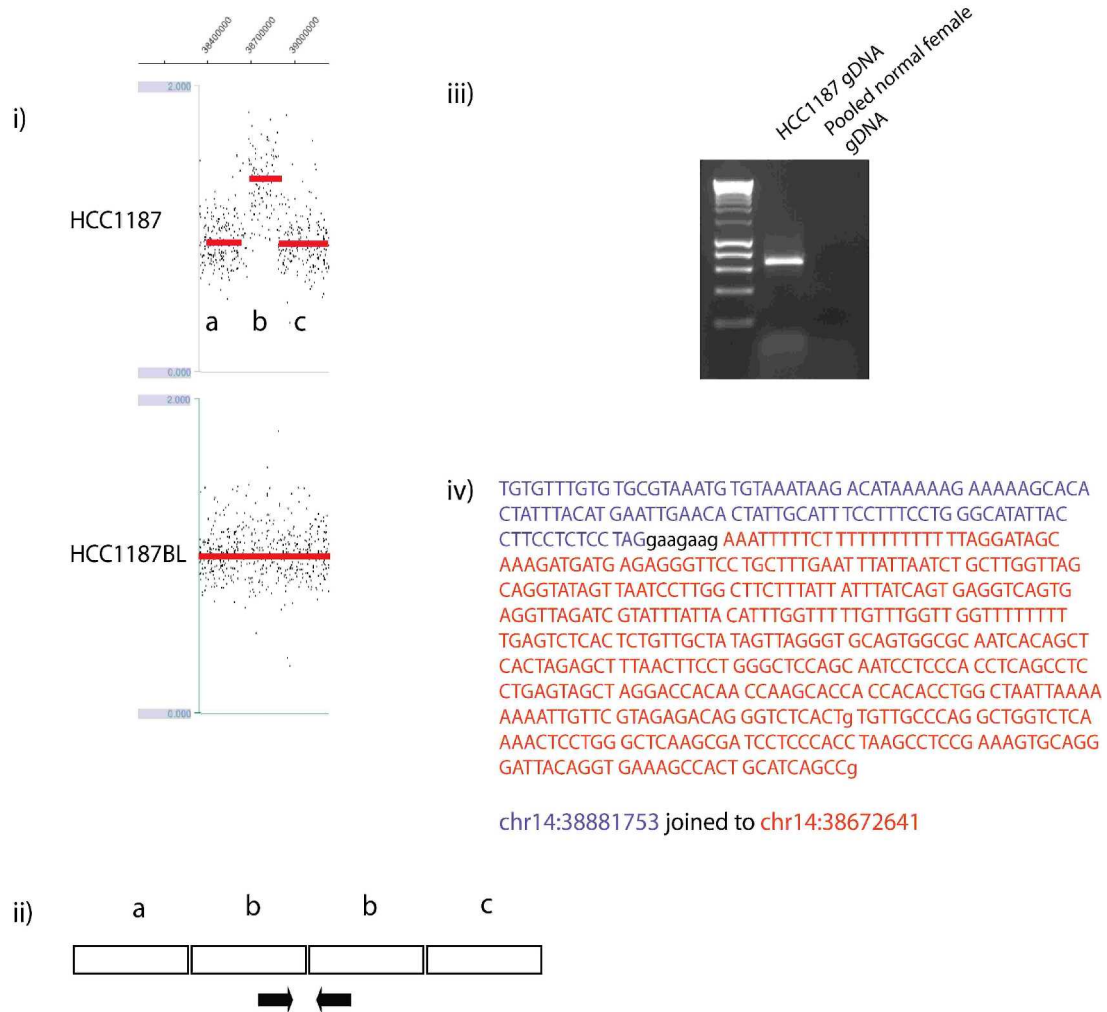 38400000
38700000
39000000
i)
2.000
HCC1187
a b c
0.000
2.000
HCC1187BL
0.000
ii)
a b b c
iii)
HCC1187 gDNA
Pooled normal female
gDNA
iv)
TGTGTTTGTG TGCGTAAATG TGTAAATAAG ACATAAAAAG AAAAAGCACA
CTATTTACAT GAATTGAACA CTATTGCATT TCCTTTCCTG GGCATATTAC
CTTCCTCTCC TAGgaagaag AAATTTTTCT TTTTTTTTTTT TTAGGATAGC
AAAGATGATG AGAGGGTTCC TGCTTTGAAT TTATTAATCT GCTTGGTTAG
CAGGTATAGT TAATCCTTGG CTTCTTTATT ATTTATCAGT GAGGTCAGTG
AGGTTAGATC GTATTTATTA CATTTGGTTT TTGTTTGGTT GGTTTTTTTT
TGAGTCTCAC TCTGTTGCTA TAGTTAGGGT GCAGTGGCGC AATCACAGCT
CACTAGAGCT TTAACTTCCT GGGCTCCAGC AATCCTCCCA CCTCAGCCTC
CTGAGTAGCT AGGACCACAA CCAAGCACCA CCACACCTGG CTAATTAAAA
AAAATTGTTCG TAGAGACAG GGTCTCACTg TGTTGCCCAG GCTGGTCTCA
AAACTCCTGG GCTCAAGCGA TCCTCCCACC TAAGCCTCCG AAAGTGCAGG
GATTACAGGT GAAAGCCACT GCATCAGCCg
chr14:38881753 joined to chr14:38672641